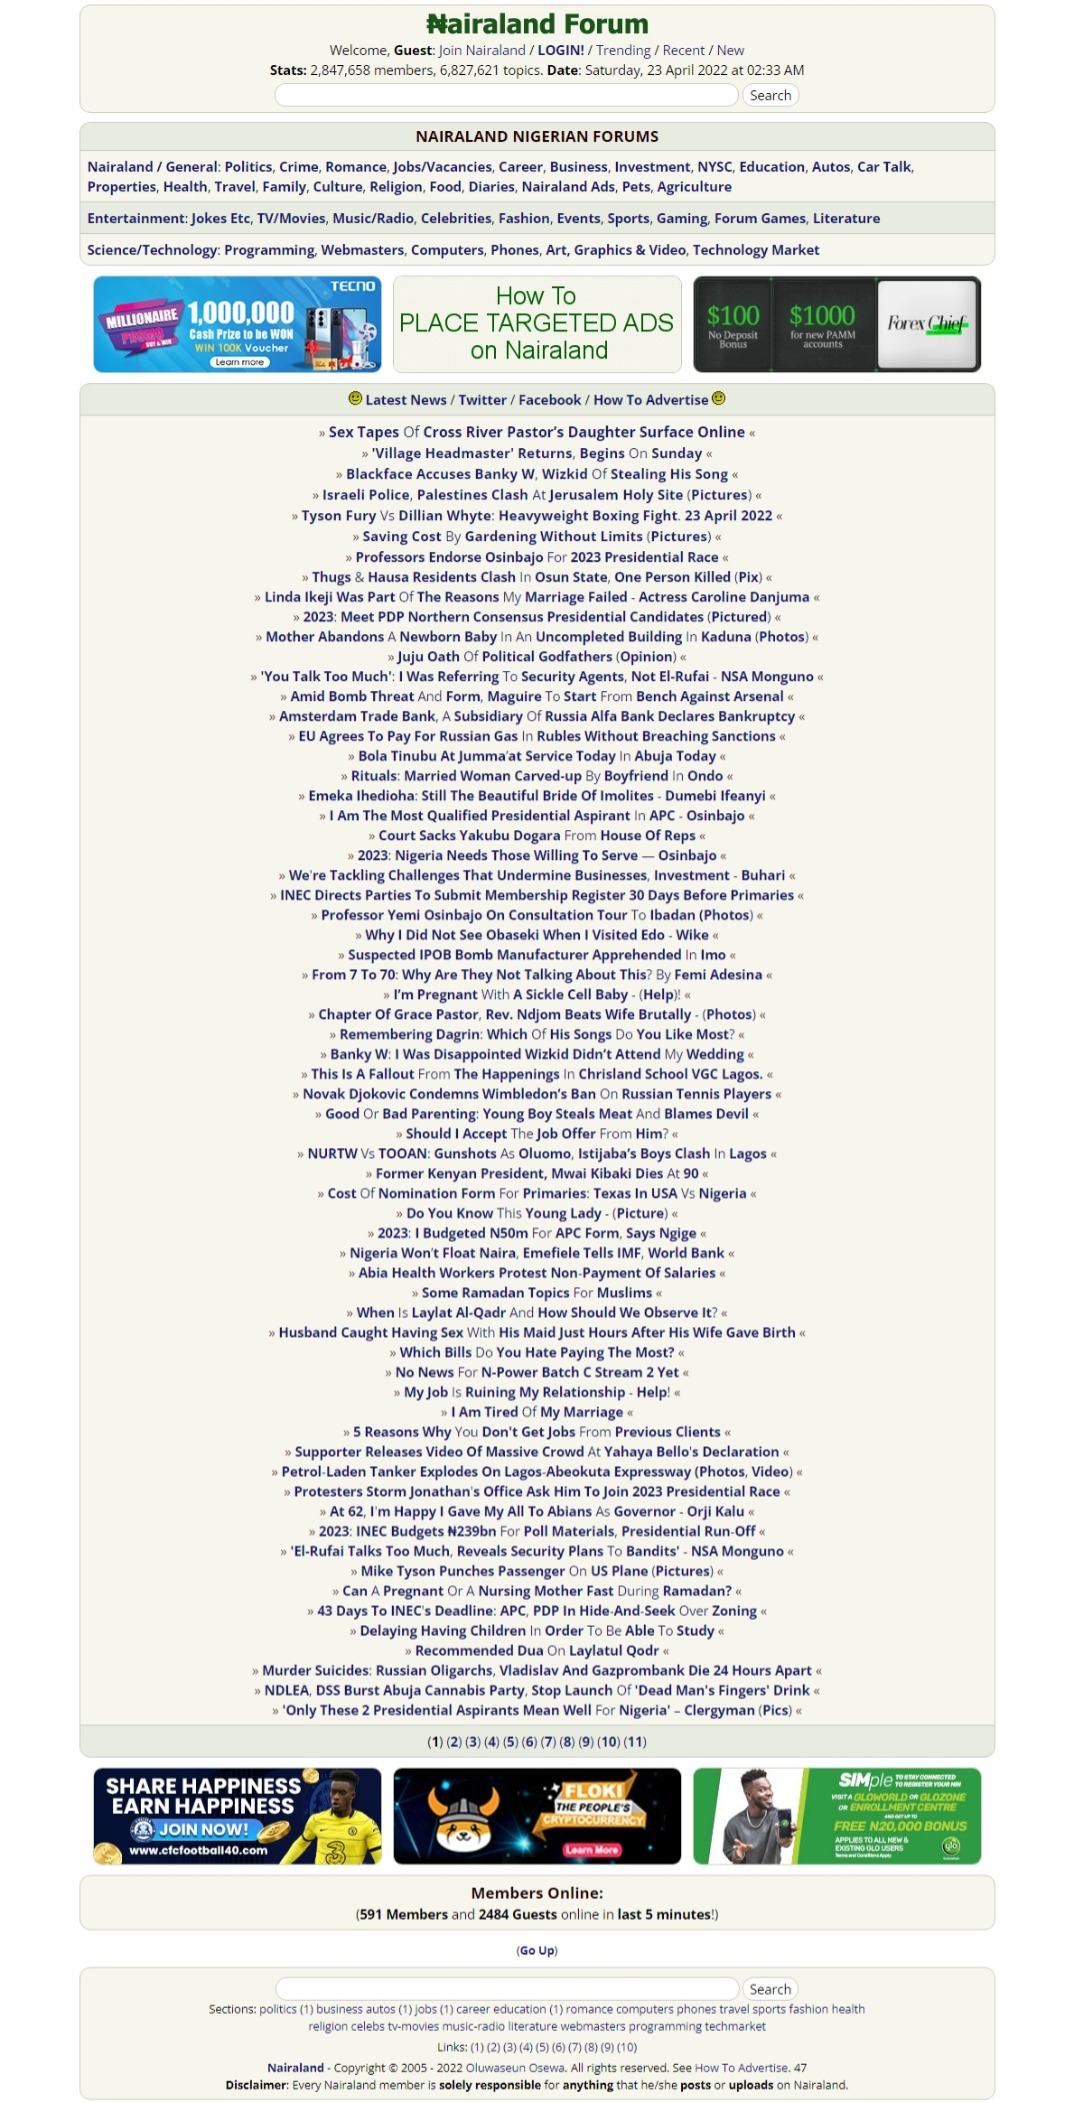 ₦airaland Forum
Welcome, Guest: Join Nairaland / LOGIN! / Trending / Recent / New
Stats: 2,847,658 members, 6,827,621 topics. Date: Saturday, 23 April 2022 at 02:33 AM
Search
NAIRALAND NIGERIAN FORUMS
Nairaland / General: Politics, Crime, Romance, Jobs/Vacancies, Career, Business, Investment, NYSC, Education, Autos, Car Talk,
Properties, Health, Travel, Family, Culture, Religion, Food, Diaries, Nairaland Ads, Pets, Agriculture
Entertainment: Jokes Etc, TV/Movies, Music/Radio, Celebrities, Fashion, Events, Sports, Gaming, Forum Games, Literature
Science/Technology: Programming, Webmasters, Computers, Phones, Art, Graphics & Video, Technology Market
TECNO
MILLIONAIRE
PROMO
BUY & WIN
1,000,000
Cash Prize to be WON
WIN 100K Voucher
Learn more
How To
PLACE TARGETED ADS
on Nairaland
$100
No Deposit
Bonus
$1000
for new PAMM
accounts
Forex Chief
Latest News / Twitter / Facebook / How To Advertise
» Sex Tapes Of Cross River Pastor’s Daughter Surface Online «
» 'Village Headmaster' Returns, Begins On Sunday «
» Blackface Accuses Banky W, Wizkid Of Stealing His Song «
» Israeli Police, Palestines Clash At Jerusalem Holy Site (Pictures) «
» Tyson Fury Vs Dillian Whyte: Heavyweight Boxing Fight. 23 April 2022 «
» Saving Cost By Gardening Without Limits (Pictures) «
» Professors Endorse Osinbajo For 2023 Presidential Race «
» Thugs & Hausa Residents Clash In Osun State, One Person Killed (Pix) «
» Linda Ikeji Was Part Of The Reasons My Marriage Failed - Actress Caroline Danjuma «
» 2023: Meet PDP Northern Consensus Presidential Candidates (Pictured) «
» Mother Abandons A Newborn Baby In An Uncompleted Building In Kaduna (Photos) «
» Juju Oath Of Political Godfathers (Opinion) «
» 'You Talk Too Much': I Was Referring To Security Agents, Not El-Rufai - NSA Monguno «
» Amid Bomb Threat And Form, Maguire To Start From Bench Against Arsenal «
» Amsterdam Trade Bank, A Subsidiary Of Russia Alfa Bank Declares Bankruptcy «
» EU Agrees To Pay For Russian Gas In Rubles Without Breaching Sanctions «
» Bola Tinubu At Jumma'at Service Today In Abuja Today «
» Rituals: Married Woman Carved-up By Boyfriend In Ondo «
» Emeka Ihedioha: Still The Beautiful Bride Of Imolites - Dumebi Ifeanyi «
» I Am The Most Qualified Presidential Aspirant In APC - Osinbajo «
» Court Sacks Yakubu Dogara From House Of Reps «
» 2023: Nigeria Needs Those Willing To Serve — Osinbajo «
» We're Tackling Challenges That Undermine Businesses, Investment - Buhari «
» INEC Directs Parties To Submit Membership Register 30 Days Before Primaries «
» Professor Yemi Osinbajo On Consultation Tour To Ibadan (Photos) «
» Why I Did Not See Obaseki When I Visited Edo - Wike «
» Suspected IPOB Bomb Manufacturer Apprehended In Imo «
» From 7 To 70: Why Are They Not Talking About This? By Femi Adesina «
» I’m Pregnant With A Sickle Cell Baby - (Help)! «
» Chapter Of Grace Pastor, Rev. Ndjom Beats Wife Brutally - (Photos) «
» Remembering Dagrin: Which Of His Songs Do You Like Most? «
» Banky W: I Was Disappointed Wizkid Didn’t Attend My Wedding «
» This Is A Fallout From The Happenings In Chrisland School VGC Lagos. «
» Novak Djokovic Condemns Wimbledon’s Ban On Russian Tennis Players «
» Good Or Bad Parenting: Young Boy Steals Meat And Blames Devil «
» Should I Accept The Job Offer From Him? «
» NURTW Vs TOOAN: Gunshots As Oluomo, Istijaba’s Boys Clash In Lagos «
» Former Kenyan President, Mwai Kibaki Dies At 90 «
» Cost Of Nomination Form For Primaries: Texas In USA Vs Nigeria «
» Do You Know This Young Lady - (Picture) «
» 2023: I Budgeted N50m For APC Form, Says Ngige «
» Nigeria Won’t Float Naira, Emefiele Tells IMF, World Bank «
» Abia Health Workers Protest Non-Payment Of Salaries «
» Some Ramadan Topics For Muslims «
» When Is Laylat Al-Qadr And How Should We Observe It? «
» Husband Caught Having Sex With His Maid Just Hours After His Wife Gave Birth «
» Which Bills Do You Hate Paying The Most? «
» No News For N-Power Batch C Stream 2 Yet «
» My Job Is Ruining My Relationship - Help! «
» I Am Tired Of My Marriage «
» 5 Reasons Why You Don't Get Jobs From Previous Clients «
» Supporter Releases Video Of Massive Crowd At Yahaya Bello's Declaration «
» Petrol-Laden Tanker Explodes On Lagos-Abeokuta Expressway (Photos, Video) «
» Protesters Storm Jonathan's Office Ask Him To Join 2023 Presidential Race «
» At 62, I'm Happy I Gave My All To Abians As Governor - Orji Kalu «
» 2023: INEC Budgets ₦239bn For Poll Materials, Presidential Run-Off «
» 'El-Rufai Talks Too Much, Reveals Security Plans To Bandits' - NSA Monguno «
» Mike Tyson Punches Passenger On US Plane (Pictures) «
» Can A Pregnant Or A Nursing Mother Fast During Ramadan? «
» 43 Days To INEC's Deadline: APC, PDP In Hide-And-Seek Over Zoning «
» Delaying Having Children In Order To Be Able To Study «
» Recommended Dua On Laylatul Qodr «
» Murder Suicides: Russian Oligarchs, Vladislav And Gazprombank Die 24 Hours Apart «
» NDLEA, DSS Burst Abuja Cannabis Party, Stop Launch Of 'Dead Man's Fingers' Drink «
» 'Only These 2 Presidential Aspirants Mean Well For Nigeria' – Clergyman (Pics) «
(1) (2) (3) (4) (5) (6) (7) (8) (9) (10) (11)
SHARE HAPPINESS
EARN HAPPINESS
JOIN NOW!
www.cfcfootball40.com
3
FLOKI
THE PEOPLE'S
CRYPTOCURRENCY
Learn More
SIMple TO STAY CONNECTED
TO REGISTER YOUR NIN
VISIT A GLOWORLD OR GLOZONE
OR ENROLLMENT CENTRE
AND GET UP TO
FREE N20,000 BONUS
APPLIES TO ALL NEW &
EXISTING GLO USERS
Terms and Conditions Apply
glo
Members Online:
(591 Members and 2484 Guests online in last 5 minutes!)
(Go Up)
Search
Sections: politics (1) business autos (1) jobs (1) career education (1) romance computers phones travel sports fashion health
religion celebs tv-movies music-radio literature webmasters programming techmarket
Links: (1) (2) (3) (4) (5) (6) (7) (8) (9) (10)
Nairaland - Copyright © 2005 - 2022 Oluwaseun Osewa. All rights reserved. See How To Advertise. 47
Disclaimer: Every Nairaland member is solely responsible for anything that he/she posts or uploads on Nairaland.